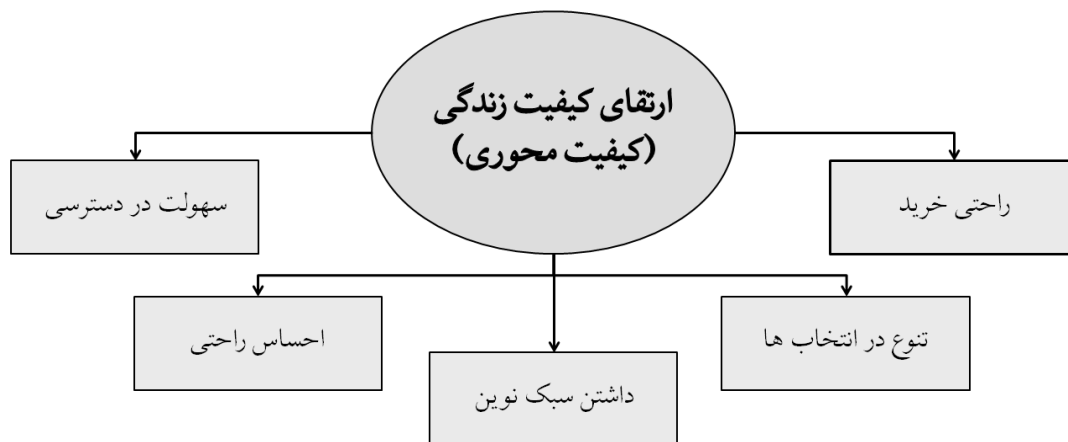 ارتقای کیفیت زندگی
(کیفیت محوری)
راحتی خرید
سهولت در دسترسی
تنوع در انتخاب ها
احساس راحتی
داشتن سبک نوین